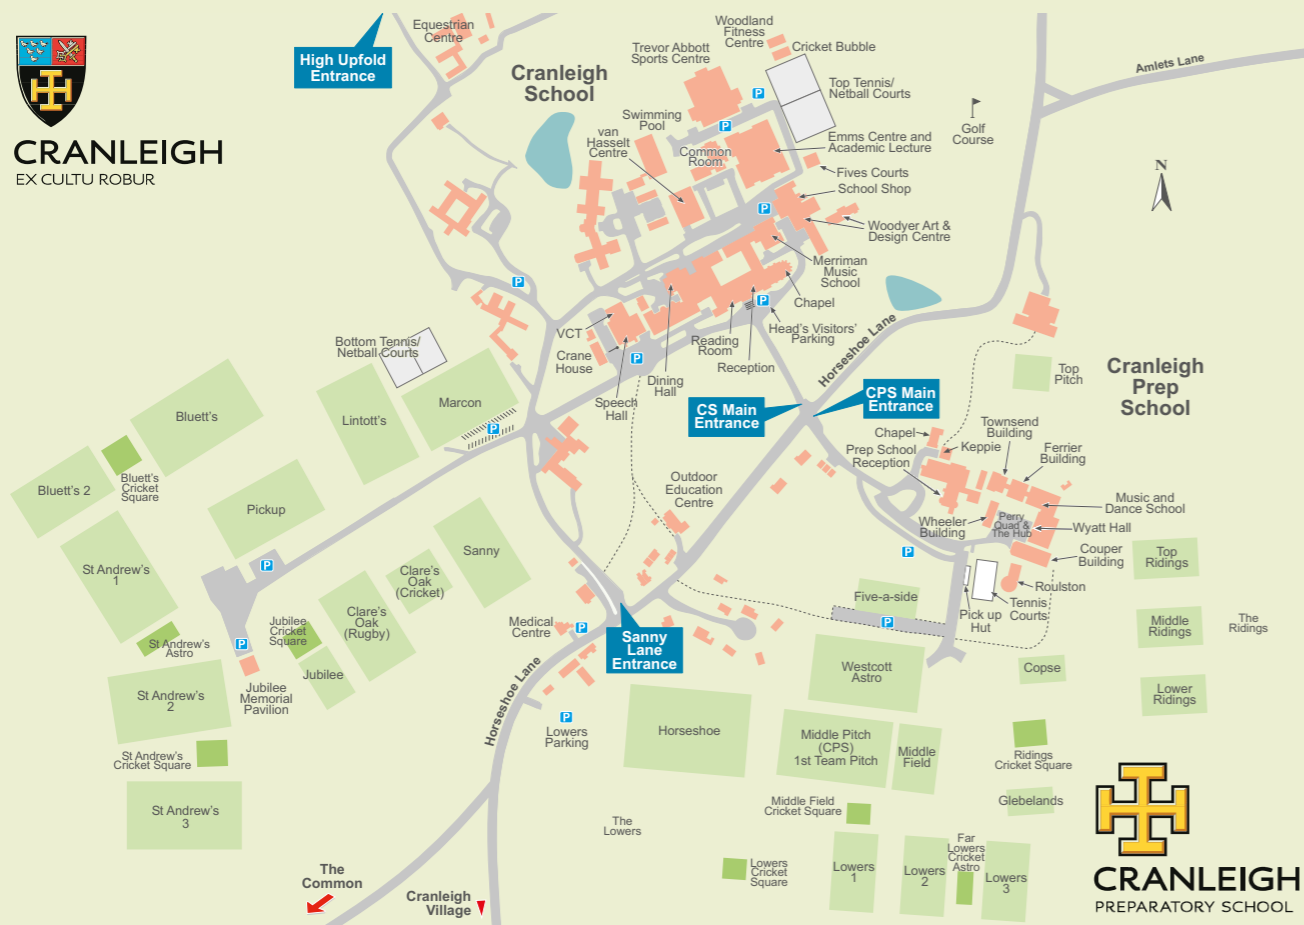 Equestrian
Centre
High Upfold
Entrance
CRANLEIGH
EX CULTU ROBUR
Cranleigh
School
Woodland
Fitness
Centre
Trevor Abbott
Sports Centre
Cricket Bubble
P
Top Tennis/
Netball Courts
Amlets Lane
Swimming
Pool
P
van
Hasselt
Centre
Common
Room
Emms Centre and
Academic Lecture
Golf
Course
Fives Courts
School Shop
N
P
Woodyer Art &
Design Centre
Merriman
Music
School
P
Chapel
P
Head's Visitors'
Parking
Horseshoe Lane
VCT
Crane
House
P
Reading
Room
Reception
Dining
Hall
Speech
Hall
Bottom Tennis/
Netball Courts
Cranleigh
Prep
School
Top
Pitch
CS Main
Entrance
CPS Main
Entrance
Bluett's
Lintott's
Marcon
P
Bluett's 2
Bluett's
Cricket
Square
Pickup
Chapel
Keppie
Townsend
Building
Ferrier
Building
Prep School
Reception
Outdoor
Education
Centre
Music and
Dance School
Wheeler
Building
Perry
Quad &
The Hub
Wyatt Hall
Couper
Building
St Andrew's
1
P
Sanny
Clare's
Oak
(Cricket)
P
Top
Ridings
Roulston
Five-a-side
Tennis
Courts
Pick up
Hut
Clare's
Oak
(Rugby)
Jubilee
Cricket
Square
Medical
Centre
P
P
Middle
Ridings
The
Ridings
St Andrew's
Astro
P
Sanny
Lane
Entrance
Jubilee
Westcott
Astro
Copse
St Andrew's
2
Jubilee
Memorial
Pavilion
Horseshoe Lane
Lower
Ridings
P
Lowers
Parking
Horseshoe
Middle Pitch
(CPS)
1st Team Pitch
Middle
Field
Ridings
Cricket Square
St Andrew's
Cricket Square
Middle Field
Cricket Square
Glebelands
St Andrew's
3
The
Lowers
Lowers
Cricket
Square
Lowers
1
Lowers
2
Far
Lowers
Cricket
Astro
Lowers
3
The
Common
Cranleigh
Village
CRANLEIGH
PREPARATORY SCHOOL